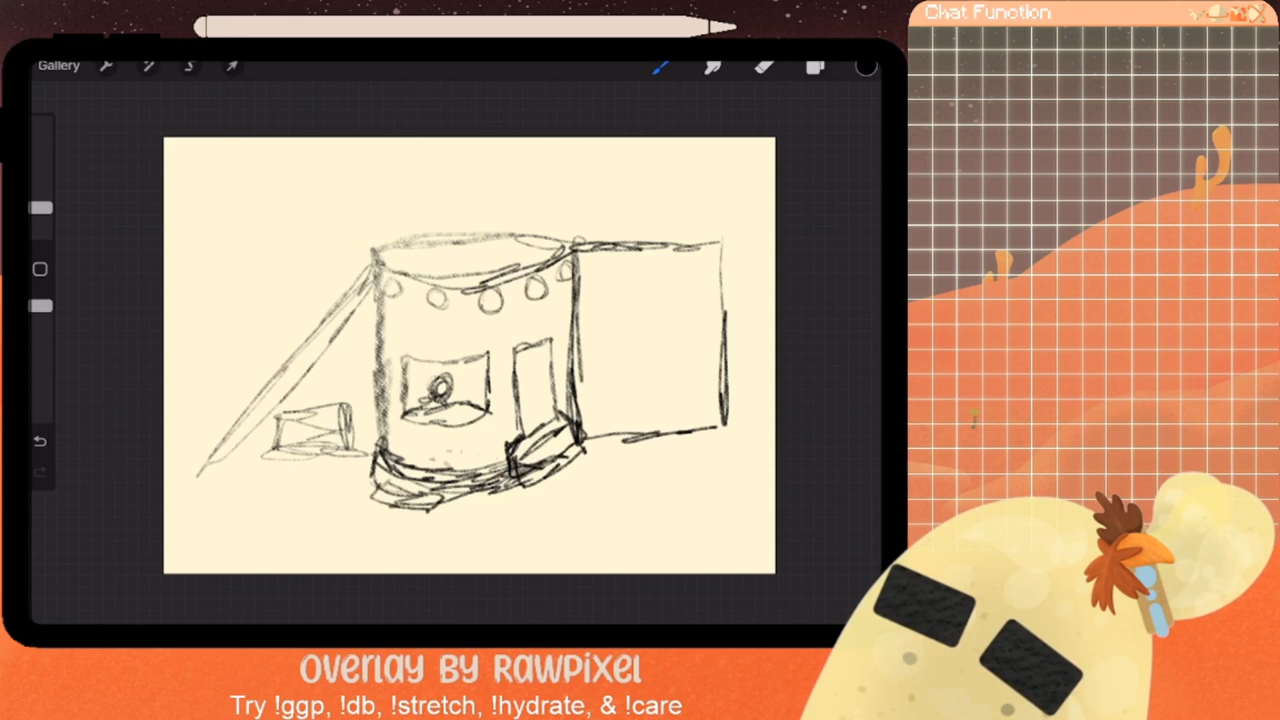 Chat Function
Gallery
OVERLAY BY RAWPIXEL
Try !ggp, !db, !stretch, !hydrate, & !care